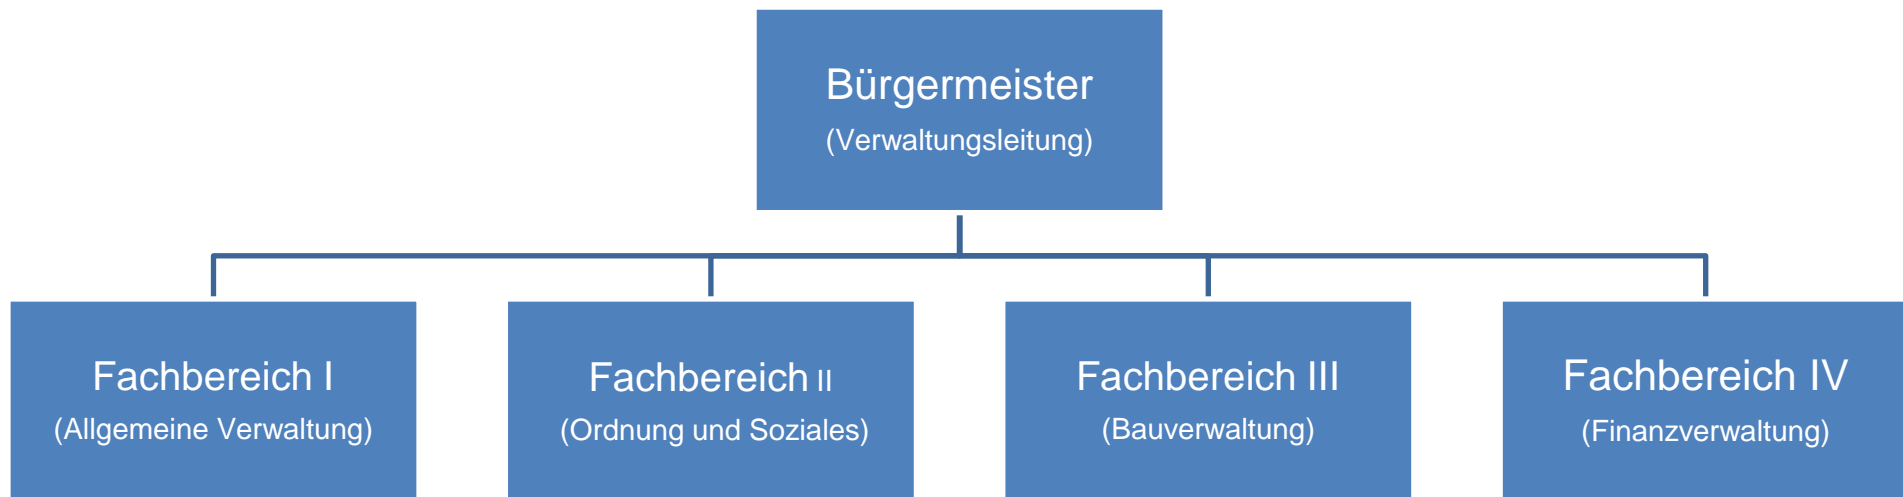 Bürgermeister
(Verwaltungsleitung)
Fachbereich I
(Allgemeine Verwaltung)
Fachbereich II
(Ordnung und Soziales)
Fachbereich III
(Bauverwaltung)
Fachbereich IV
(Finanzverwaltung)